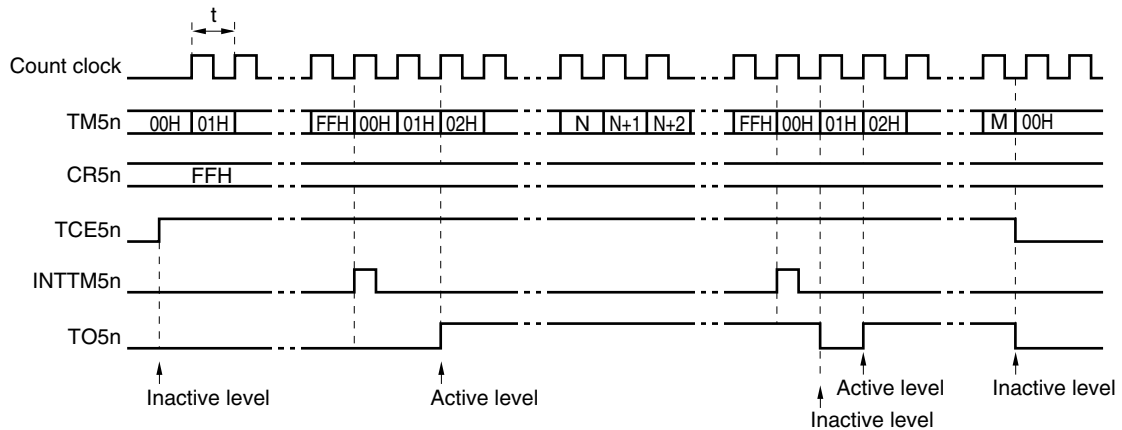 t
Count clock
TM5n 00H 01H FFH 00H 01H 02H N N+1 N+2 FFH 00H 01H 02H M 00H
CR5n FFH
TCE5n
INTTM5n
TO5n
Inactive level Active level Active level Inactive level
Inactive level